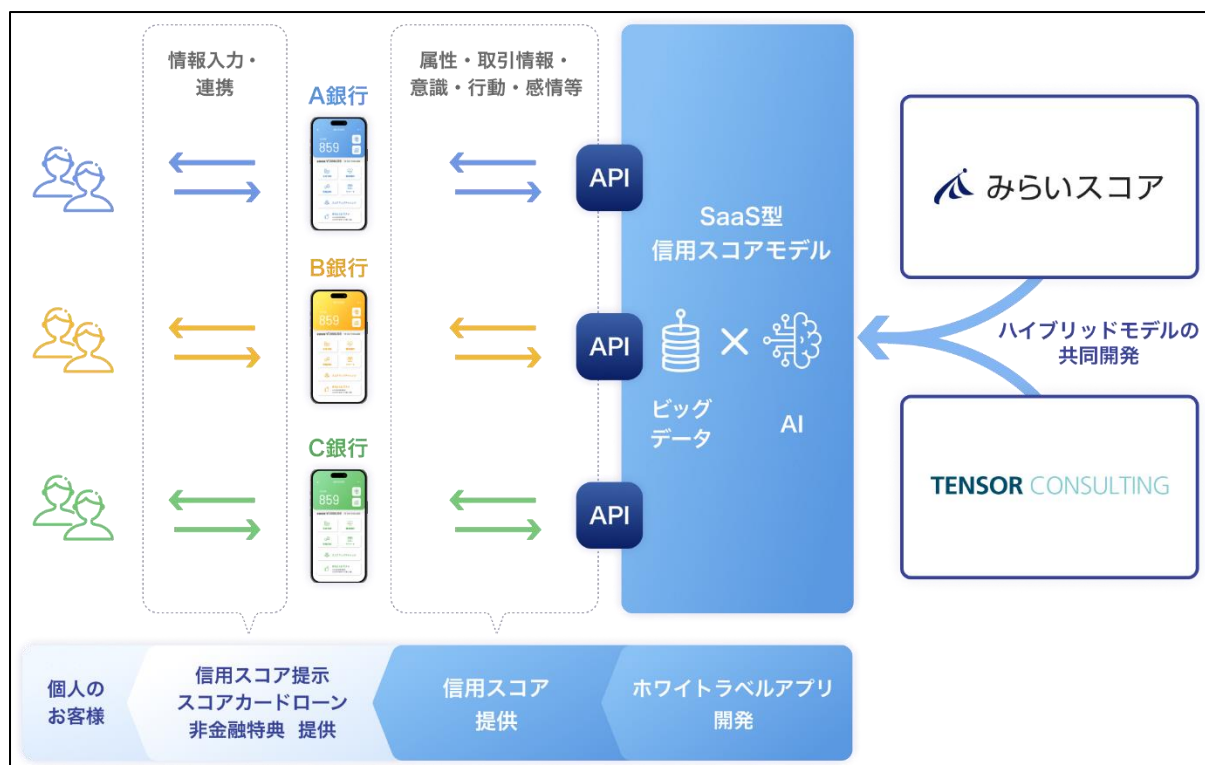 情報入力・
連携
属性・取引情報・
意識・行動・感情等
A銀行
859
API
B銀行
859
API
C銀行
859
API
SaaS型
信用スコアモデル
ビッグ
データ
AI
みらいスコア
ハイブリッドモデルの
共同開発
TENSOR CONSULTING
個人の
お客様
信用スコア提示
スコアカードローン
非金融特典 提供
信用スコア
提供
ホワイトラベルアプリ
開発